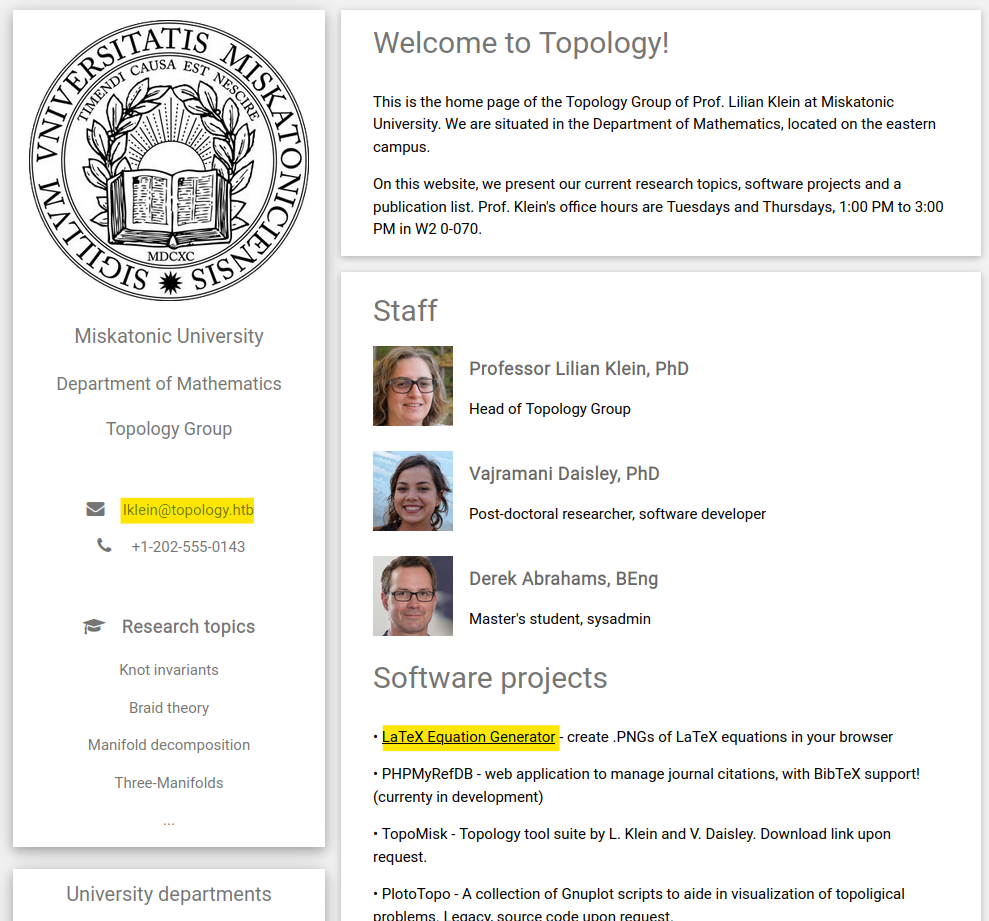 SIGILLVM VNIVERSITATIS MISKATONICIENSIS
TIMENDI CAUSA EST NESCIRE
MDCXC
Miskatonic University
Department of Mathematics
Topology Group
lklein@topology.htb
+1-202-555-0143
Research topics
Knot invariants
Braid theory
Manifold decomposition
Three-Manifolds
...
University departments
Welcome to Topology!
This is the home page of the Topology Group of Prof. Lilian Klein at Miskatonic
University. We are situated in the Department of Mathematics, located on the eastern
campus.
On this website, we present our current research topics, software projects and a
publication list. Prof. Klein's office hours are Tuesdays and Thursdays, 1:00 PM to 3:00
PM in W2 0-070.
Staff
Professor Lilian Klein, PhD
Head of Topology Group
Vajramani Daisley, PhD
Post-doctoral researcher, software developer
Derek Abrahams, BEng
Master's student, sysadmin
Software projects
• LaTeX Equation Generator - create .PNGs of LaTeX equations in your browser
• PHPMyRefDB - web application to manage journal citations, with BibTeX support!
(currenty in development)
• TopoMisk - Topology tool suite by L. Klein and V. Daisley. Download link upon
request.
• PlotoTopo - A collection of Gnuplot scripts to aide in visualization of topoligical
problems. Legacy, source code upon request.